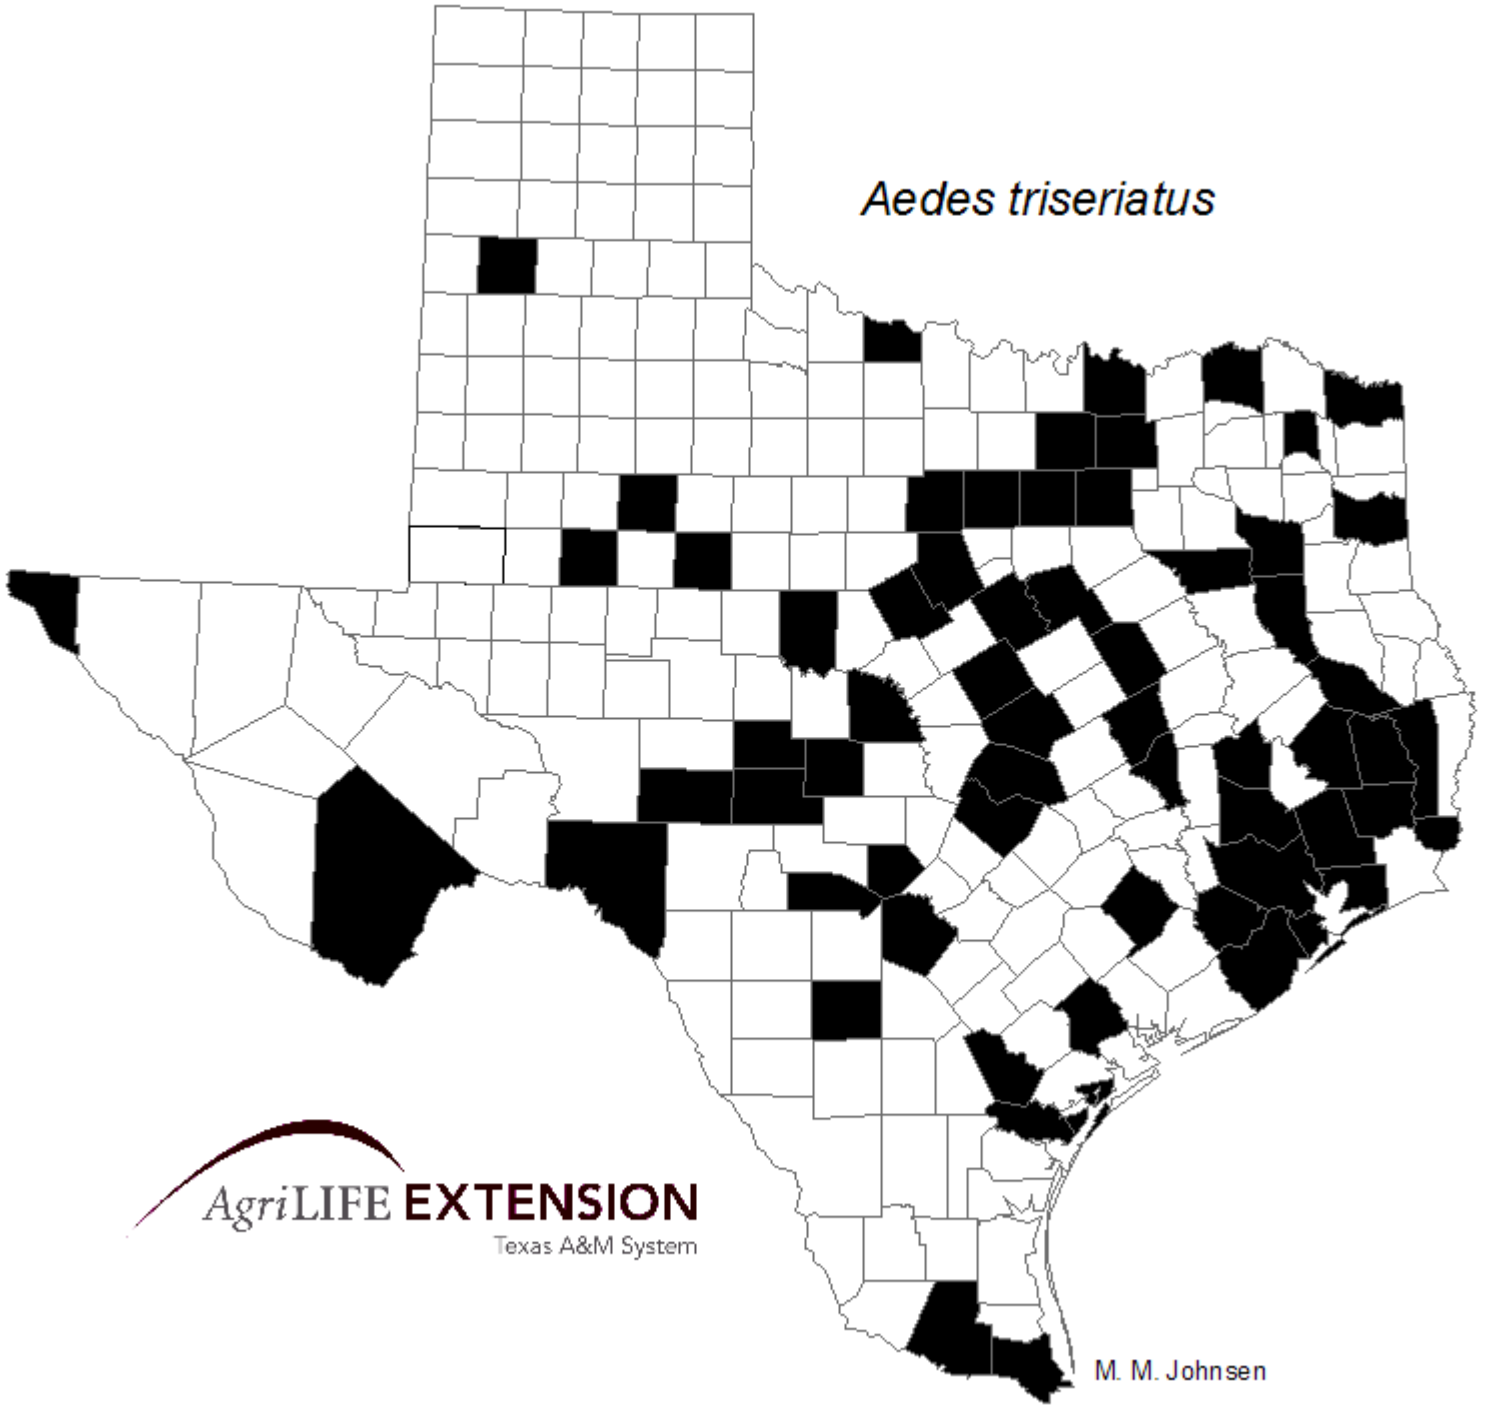 Aedes triseriatus
AgriLIFE EXTENSION
Texas A&M System
M. M. Johnsen